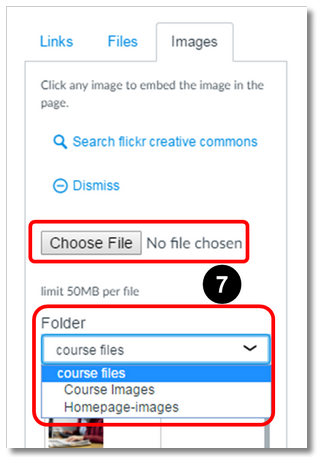 Links Files Images
Click any image to embed the image in the
page.
Search flickr creative commons
Dismiss
Choose File No file chosen
limit 50MB per file
7
Folder
course files
course files
Course Images
Homepage-images